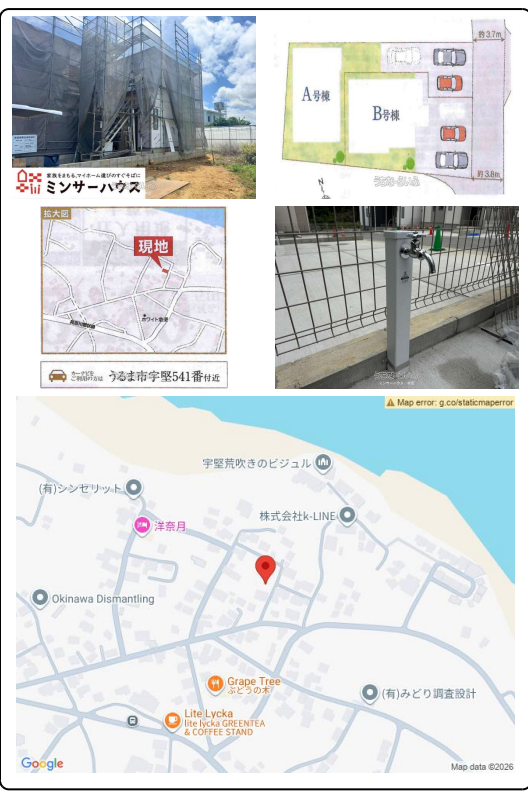 家族をまもる、マイホーム選びのすぐそばに
ミンサーハウス
約3.7m
A号棟
B号棟
約3.8m
N
拡大図
現地
ホワイト急便
カーナビを
ご利用の方は
うるま市字堅541番付近
Map error: g.co/staticmaperror
宇堅荒吹きのビジュル
(有)シンセリット
株式会社k-LINE
洋奈月
Okinawa Dismantling
Grape Tree
ぶどうの木
(有)みどり調査設計
Lite Lycka
lite lycka GREENTEA
& COFFEE STAND
Google
Map data ©2026